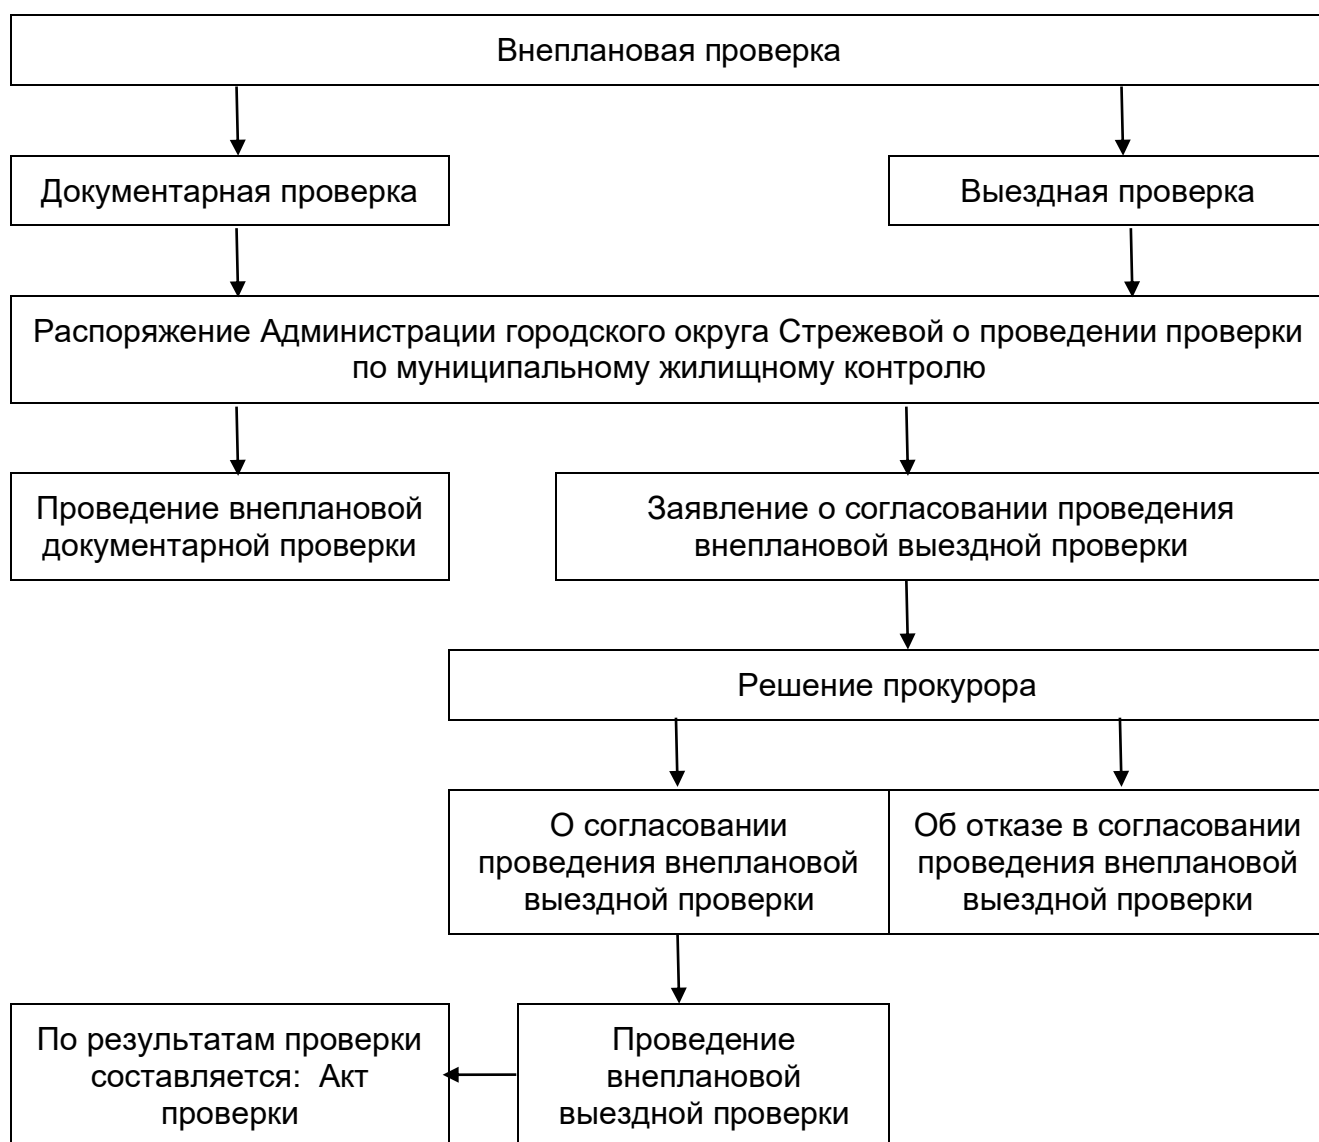 Внеплановая проверка
Документарная проверка
Выездная проверка
Распоряжение Администрации городского округа Стрежевой о проведении проверки
по муниципальному жилищному контролю
Проведение внеплановой
документарной проверки
Заявление о согласовании проведения
внеплановой выездной проверки
Решение прокурора
О согласовании
проведения внеплановой
выездной проверки
Об отказе в согласовании
проведения внеплановой
выездной проверки
По результатам проверки
составляется:  Акт
проверки
Проведение
внеплановой
выездной проверки